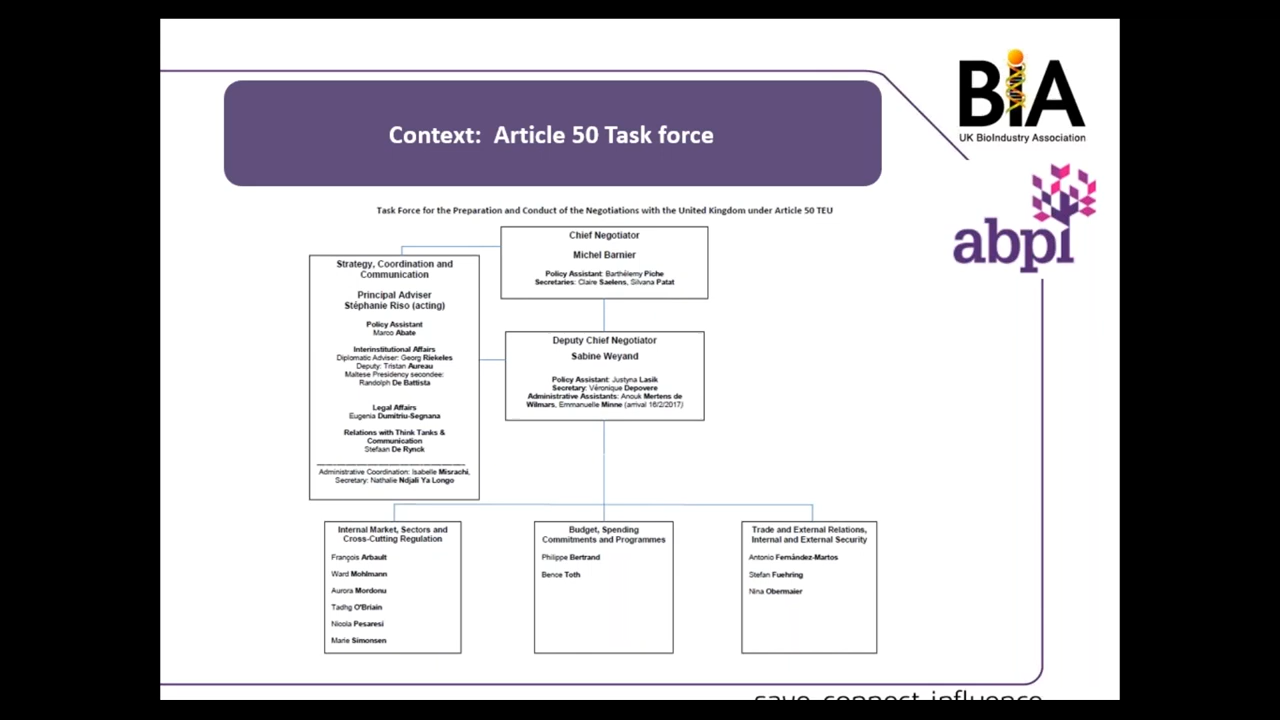 Context:  Article 50 Task force
BiA
UK BioIndustry Association
abpi
Task Force for the Preparation and Conduct of the Negotiations with the United Kingdom under Article 50 TEU
Chief Negotiator
Michel Barnier
Policy Assistant: Barthélemy Piche
Secretaries: Claire Saelens, Silvana Patat
Strategy, Coordination and
Communication
Principal Adviser
Stéphanie Riso (acting)
Policy Assistant
Marco Abate
Interinstitutional Affairs
Diplomatic Adviser: Georg Riekeles
Deputy: Tristan Aureau
Maltese Presidency secondee:
Randolph De Battista
Legal Affairs
Eugenia Dumitriu-Segnana
Relations with Think Tanks &
Communication
Stefaan De Rynck
Administrative Coordination: Isabelle Misrachi,
Secretary: Nathalie Ndjali Ya Longo
Deputy Chief Negotiator
Sabine Weyand
Policy Assistant: Justyna Lasik
Secretary: Véronique Depovere
Administrative Assistants: Anouk Mertens de
Wilmars, Emmanuelle Minne (arrival 16/2/2017)
Internal Market, Sectors and
Cross-Cutting Regulation
François Arbault
Ward Mohlmann
Aurora Mordonu
Tadhg O'Briain
Nicola Pesaresi
Marie Simonsen
Budget, Spending
Commitments and Programmes
Philippe Bertrand
Bence Toth
Trade and External Relations,
Internal and External Security
Antonio Fernández-Martos
Stefan Fuehring
Nina Obermaier
save connect influence